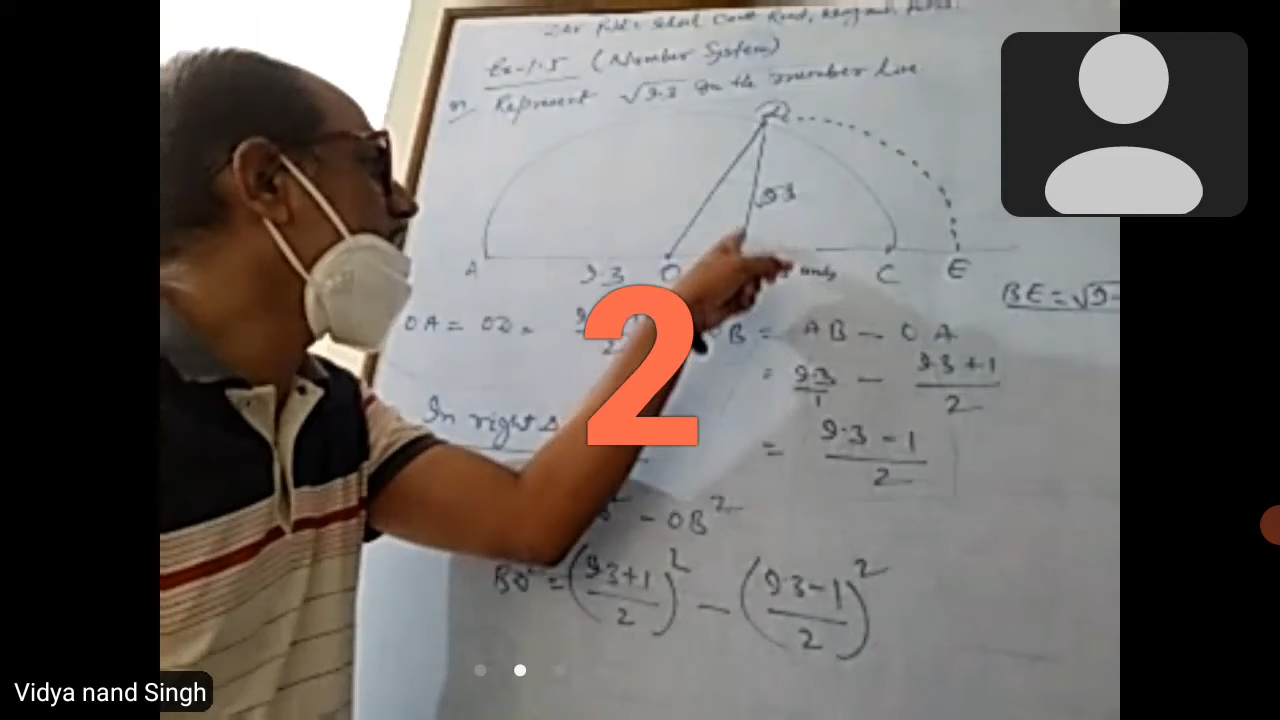 Ex-1.5 (Number System)
Represent √9.3 on the number line
D
√9.3
A 9.3 O C E
BE = √9
OA = OD = 9 2 OB = AB - OA
= 9.3/1 - (9.3+1)/2
= (9.3-1)/2
In right Δ
- OB²
BD² = ((9.3+1)/2)² - ((9.3-1)/2)²
2
Vidya nand Singh